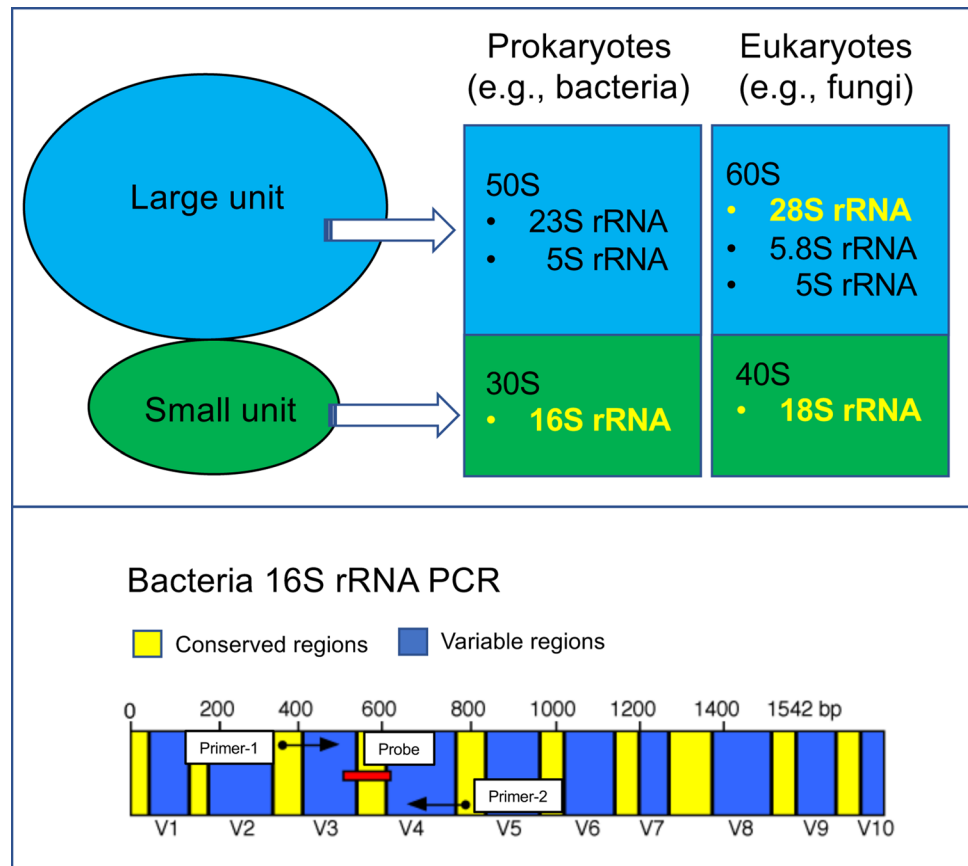 Prokaryotes
(e.g., bacteria)
Eukaryotes
(e.g., fungi)
Large unit
50S
• 23S rRNA
• 5S rRNA
60S
• 28S rRNA
• 5.8S rRNA
• 5S rRNA
Small unit
30S
• 16S rRNA
40S
• 18S rRNA
Bacteria 16S rRNA PCR
Conserved regions
Variable regions
0 200 400 600 800 1000 1200 1400 1542 bp
Primer-1
Probe
Primer-2
V1 V2 V3 V4 V5 V6 V7 V8 V9 V10